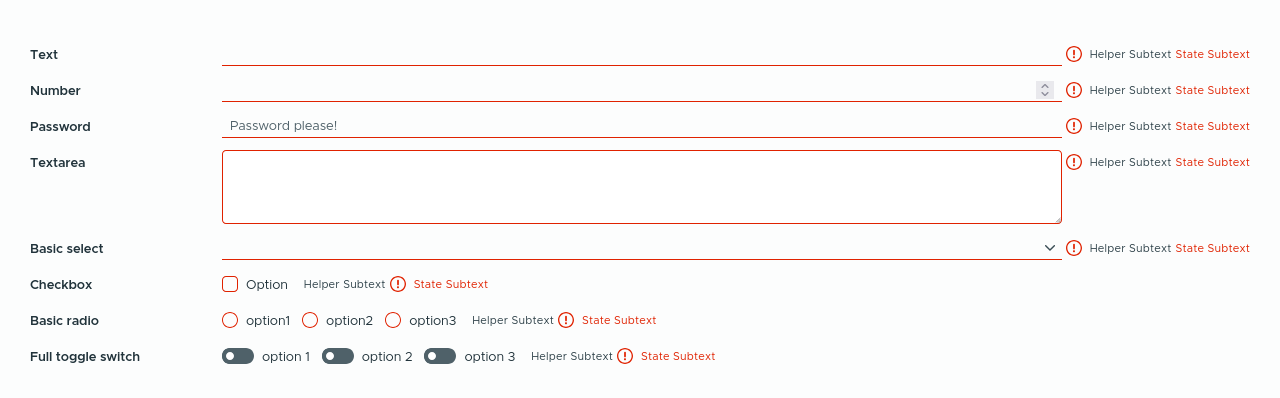 Text Helper Subtext State Subtext
Number Helper Subtext State Subtext
Password Password please! Helper Subtext State Subtext
Textarea Helper Subtext State Subtext
Basic select Helper Subtext State Subtext
Checkbox Option Helper Subtext State Subtext
Basic radio option1 option2 option3 Helper Subtext State Subtext
Full toggle switch option 1 option 2 option 3 Helper Subtext State Subtext